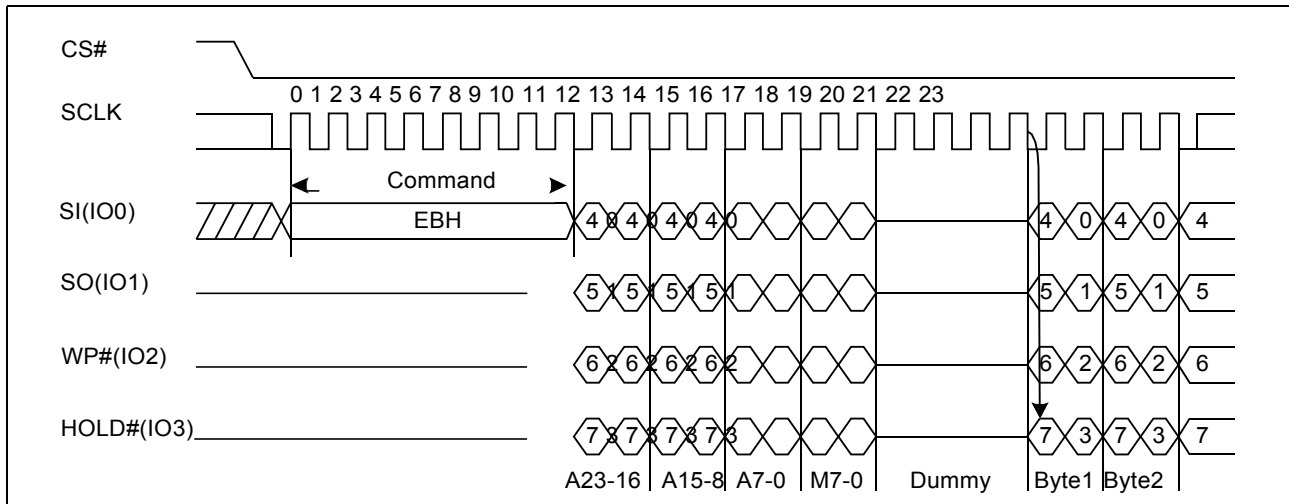 CS#
0 1 2 3 4 5 6 7 8 9 10 11 12 13 14 15 16 17 18 19 20 21 22 23
SCLK
Command
SI(IO0) EBH 4 0 4 0 4 0 4 0 4 0 4 0 4
SO(IO1) 5 1 5 1 5 1 5 1 5 1 5 1 5
WP#(IO2) 6 2 6 2 6 2 6 2 6 2 6 2 6
HOLD#(IO3) 7 3 7 3 7 3 7 3 7 3 7 3 7
A23-16 A15-8 A7-0 M7-0 Dummy Byte1 Byte2